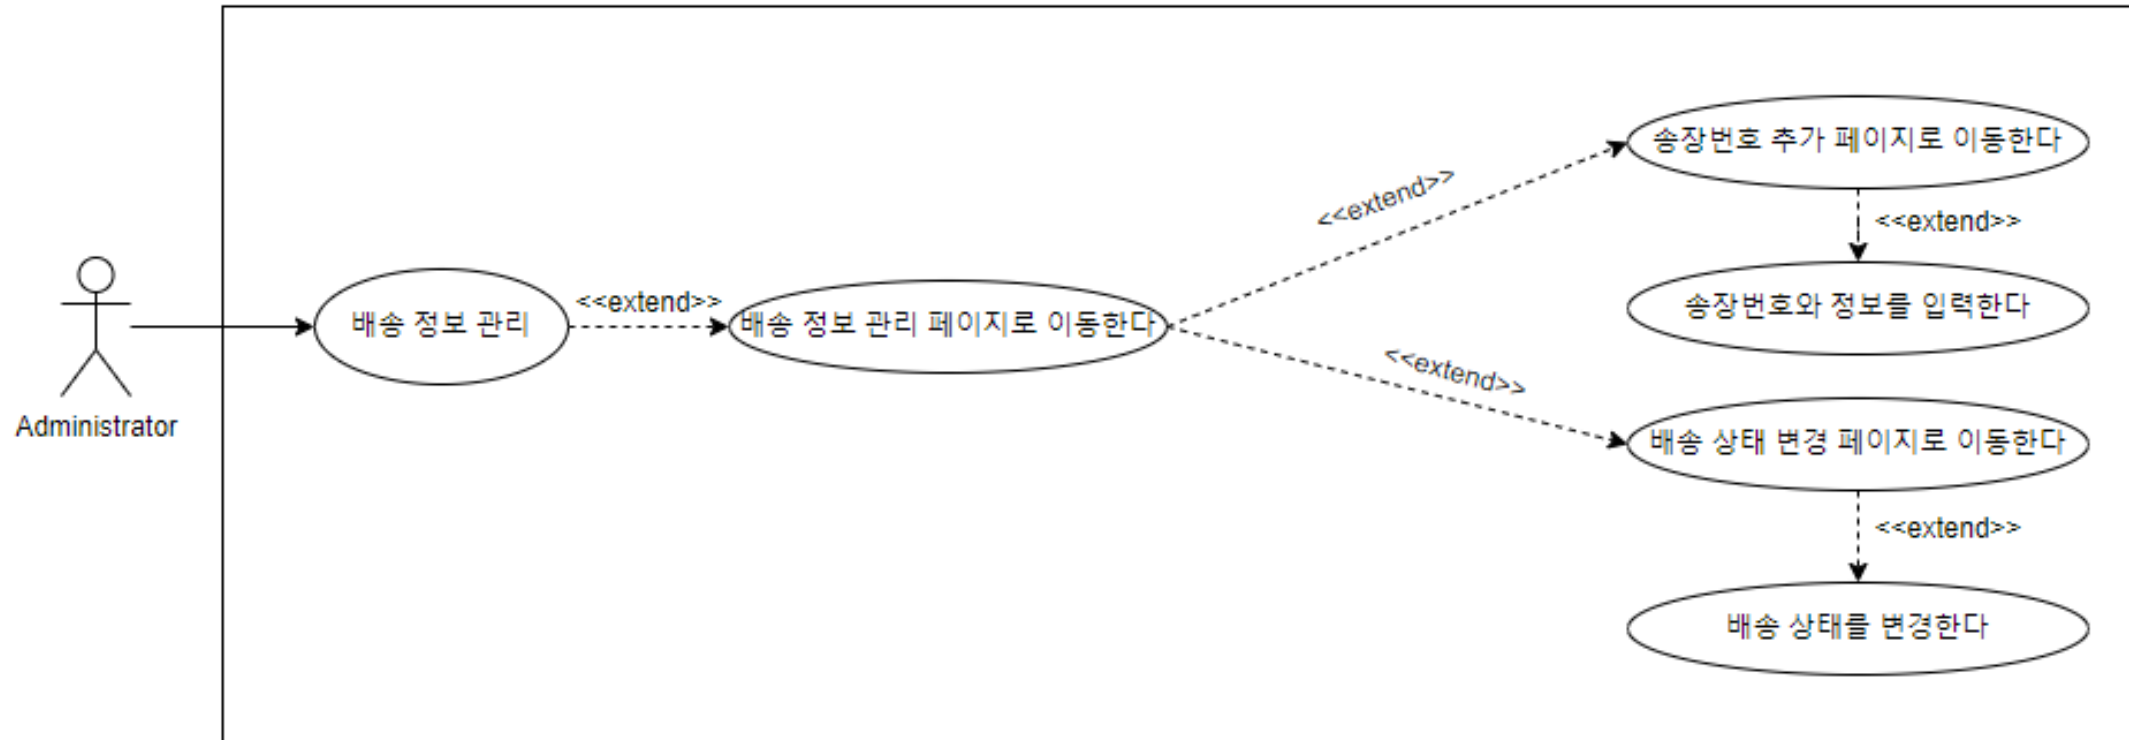 송장번호 추가 페이지로 이동한다
<<extend>>
<<extend>>
송장번호와 정보를 입력한다
배송 정보 관리
<<extend>>
배송 정보 관리 페이지로 이동한다
<<extend>>
Administrator
배송 상태 변경 페이지로 이동한다
<<extend>>
배송 상태를 변경한다